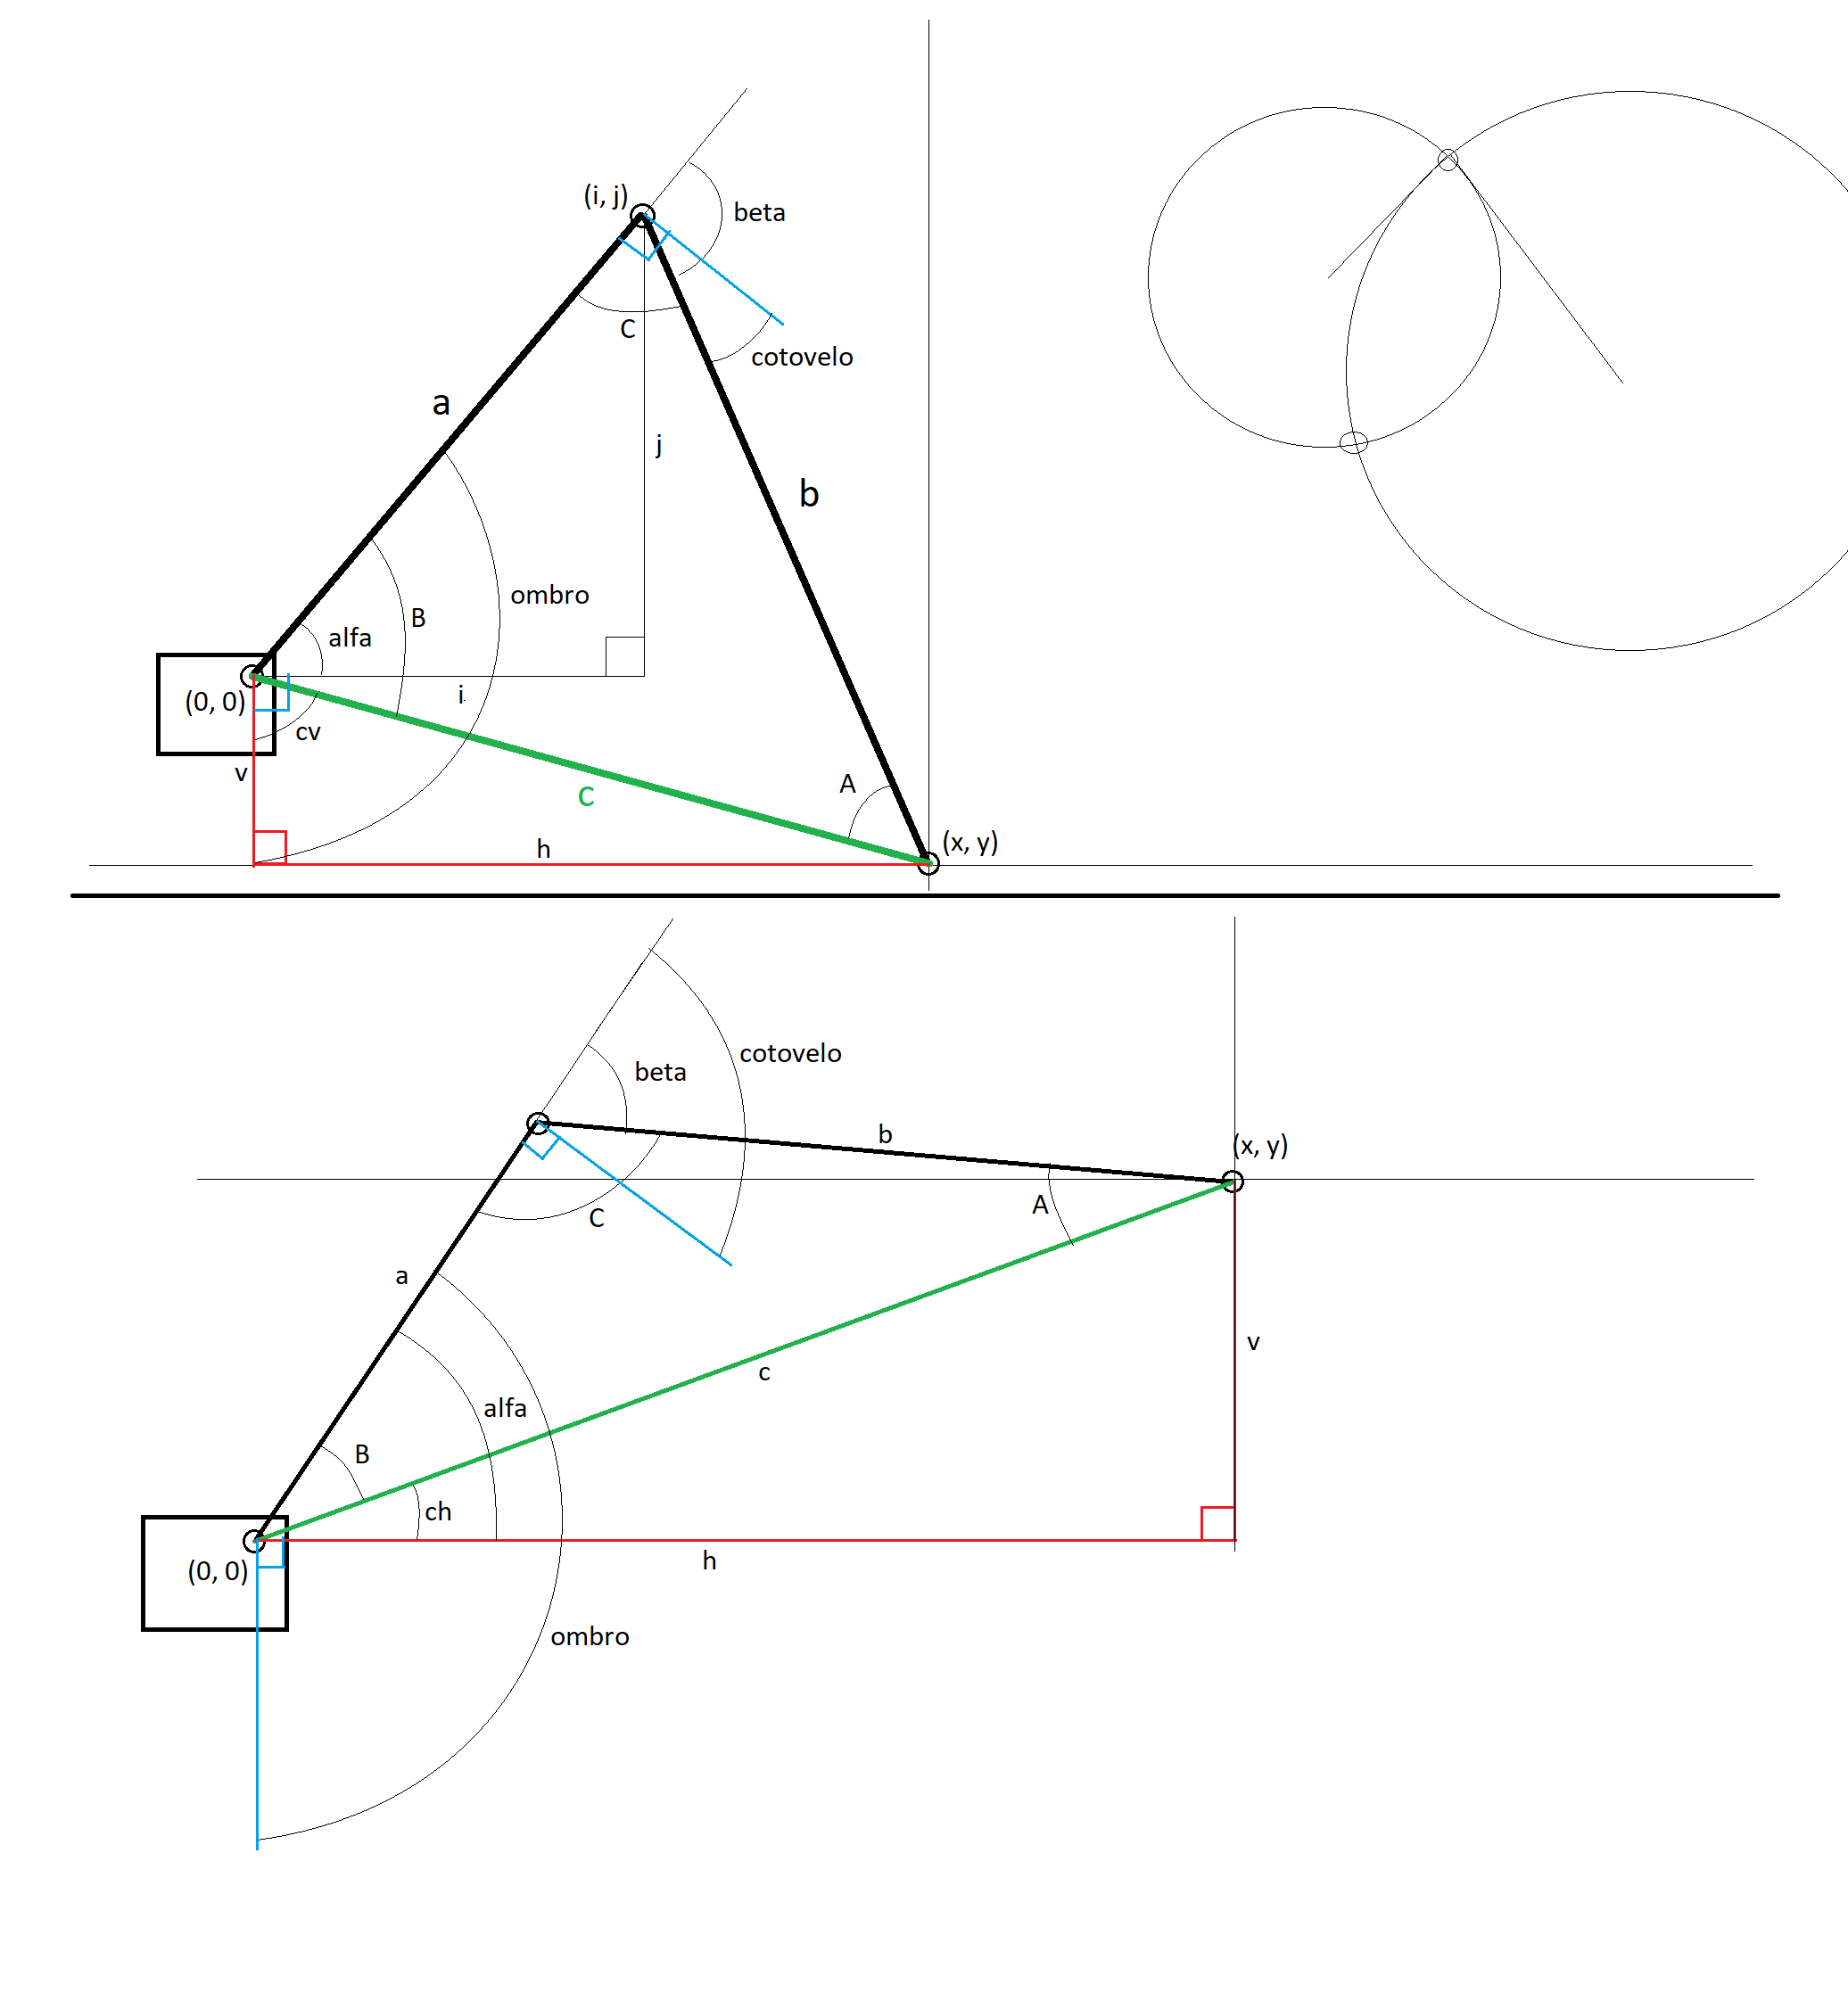 (i, j)
beta
C
cotovelo
a
j
b
ombro
B
alfa
(0, 0)
i
cv
v
A
c
(x, y)
h
cotovelo
beta
b
(x, y)
A
C
a
v
c
alfa
B
ch
h
(0, 0)
ombro